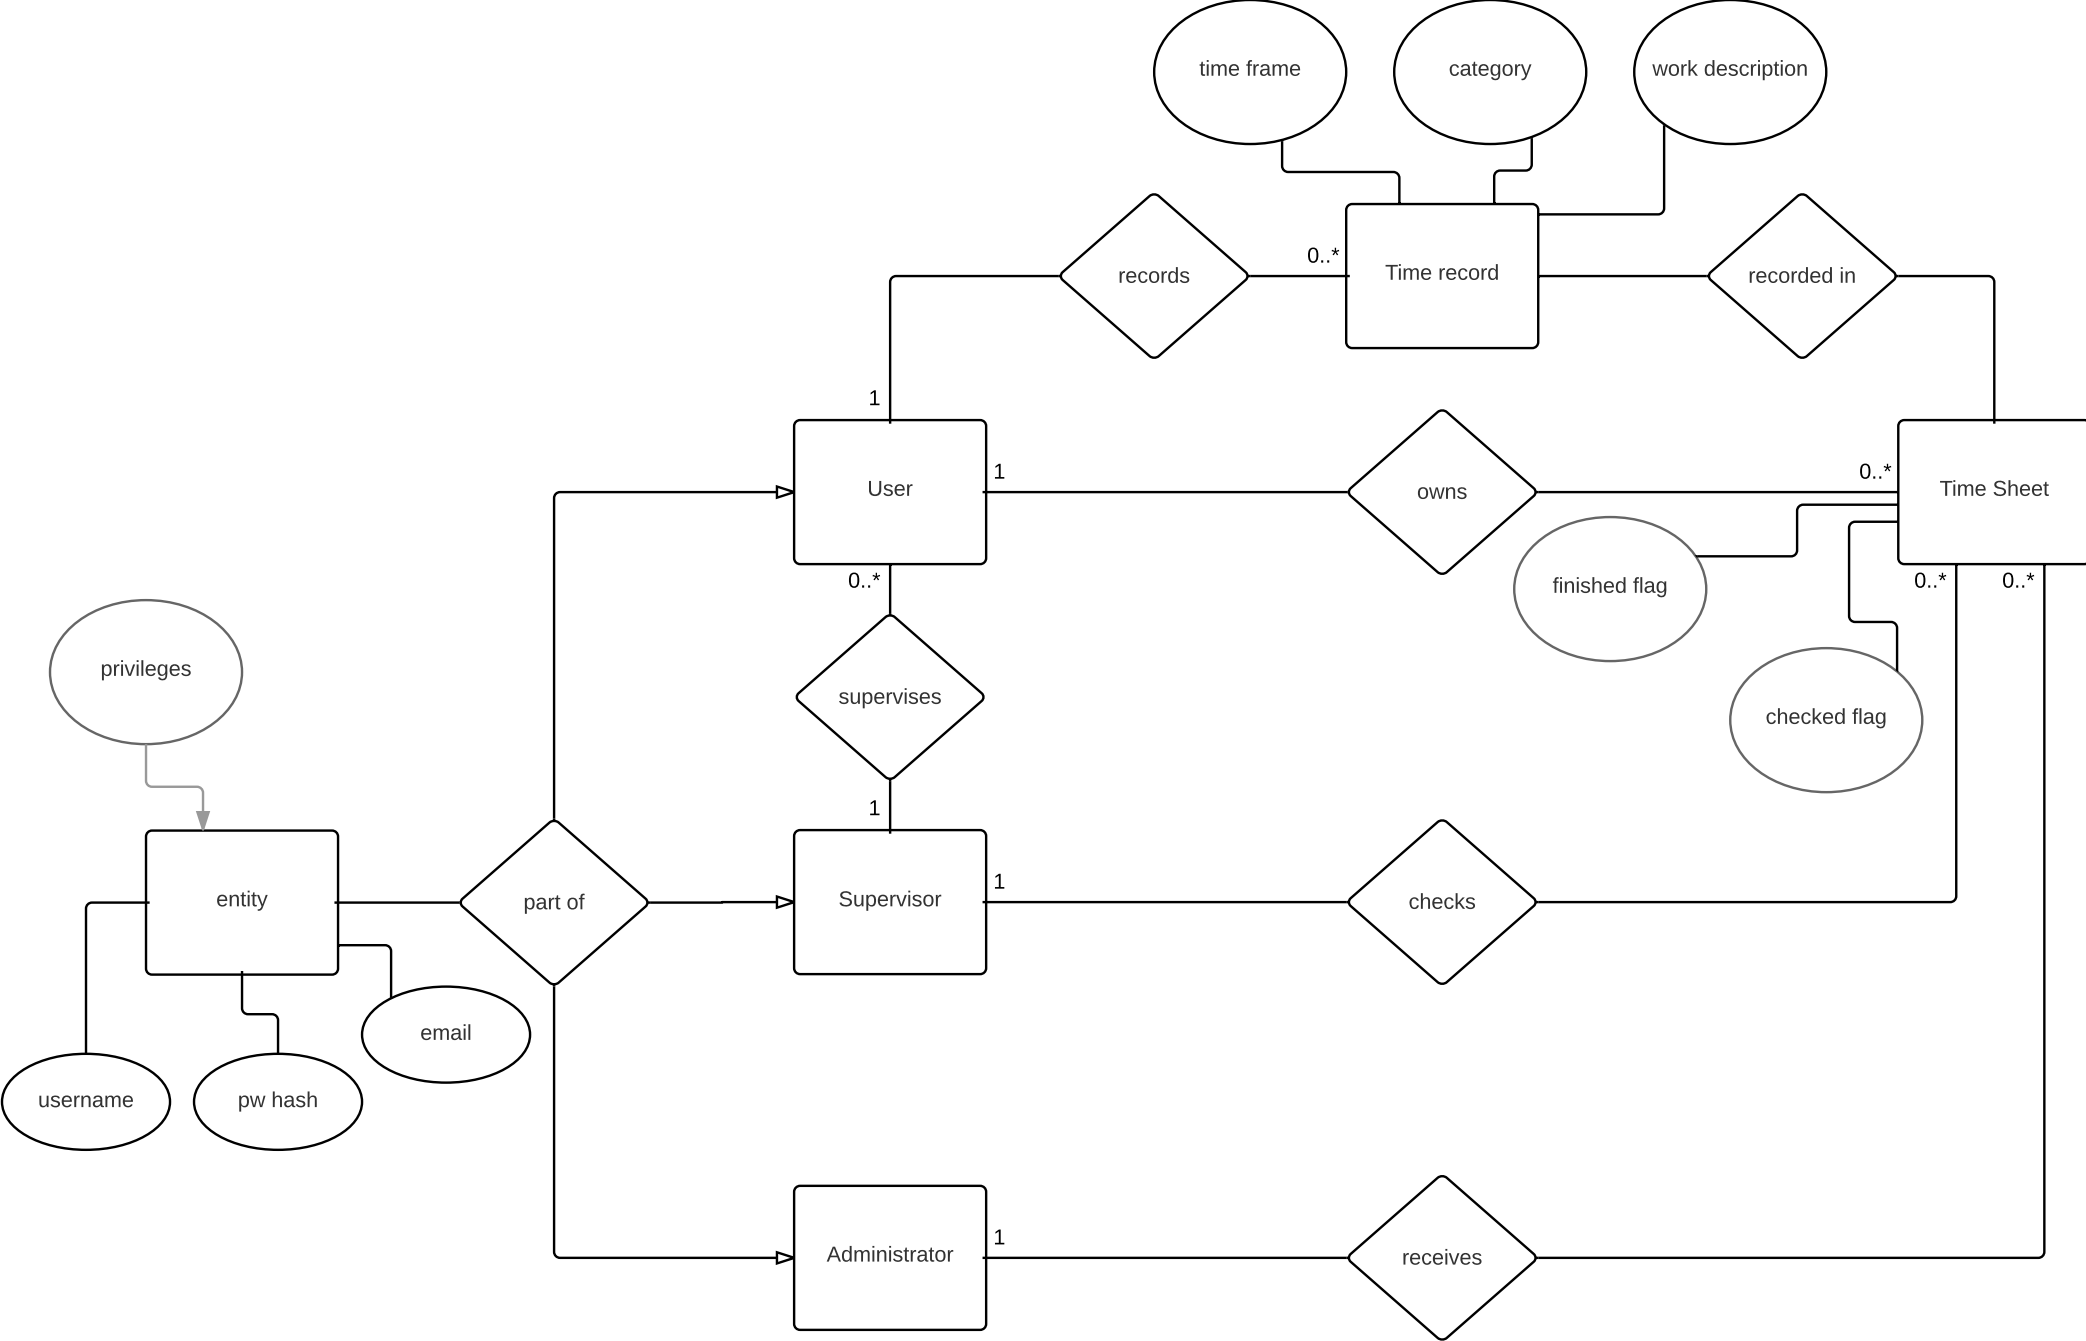 time frame
category
work description
records
0..*
Time record
recorded in
1
User
1
owns
0..*
Time Sheet
0..*
finished flag
0..*
0..*
privileges
supervises
checked flag
1
entity
part of
Supervisor
1
checks
email
username
pw hash
Administrator
1
receives